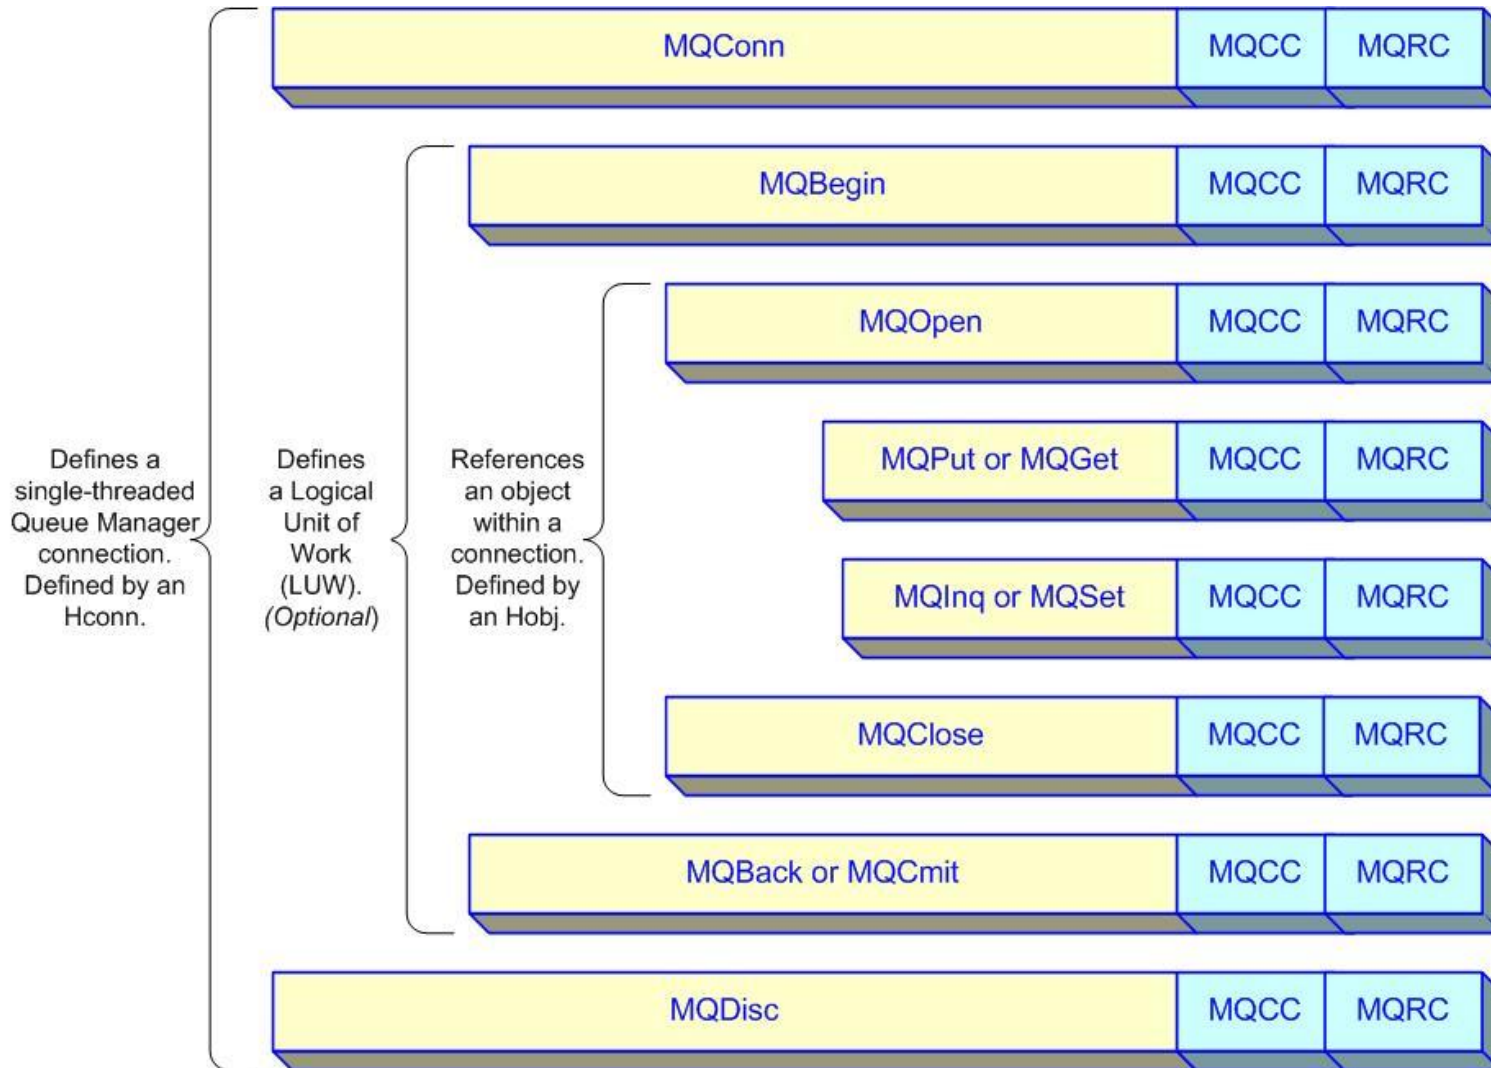 MQConn MQCC MQRC
MQBegin MQCC MQRC
MQOpen MQCC MQRC
MQPut or MQGet MQCC MQRC
Defines a
single-threaded
Queue Manager
connection.
Defined by an
Hconn.
Defines
a Logical
Unit of
Work
(LUW).
(Optional)
References
an object
within a
connection.
Defined by
an Hobj.
MQInq or MQSet MQCC MQRC
MQClose MQCC MQRC
MQBack or MQCmit MQCC MQRC
MQDisc MQCC MQRC